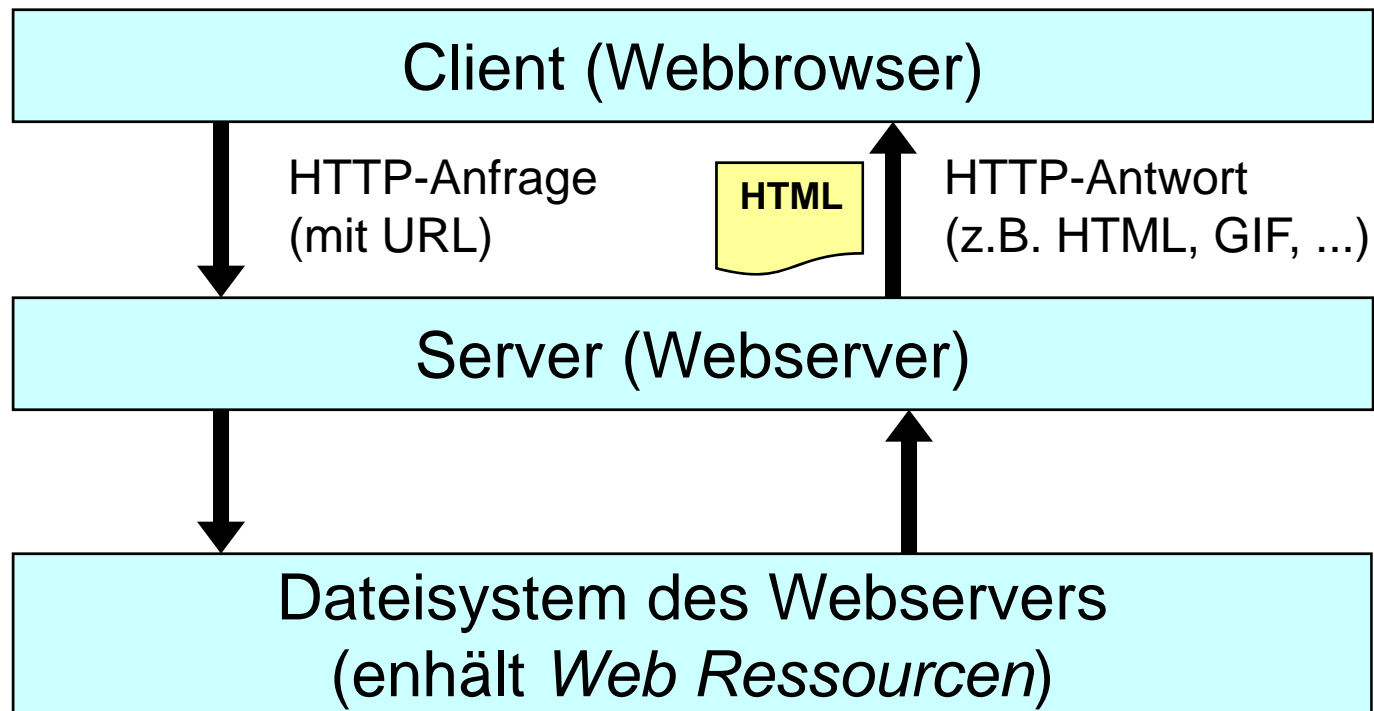 Client (Webbrowser)
HTTP-Anfrage
(mit URL)
HTML
HTTP-Antwort
(z.B. HTML, GIF, ...)
Server (Webserver)
Dateisystem des Webservers
(enhält Web Ressourcen)